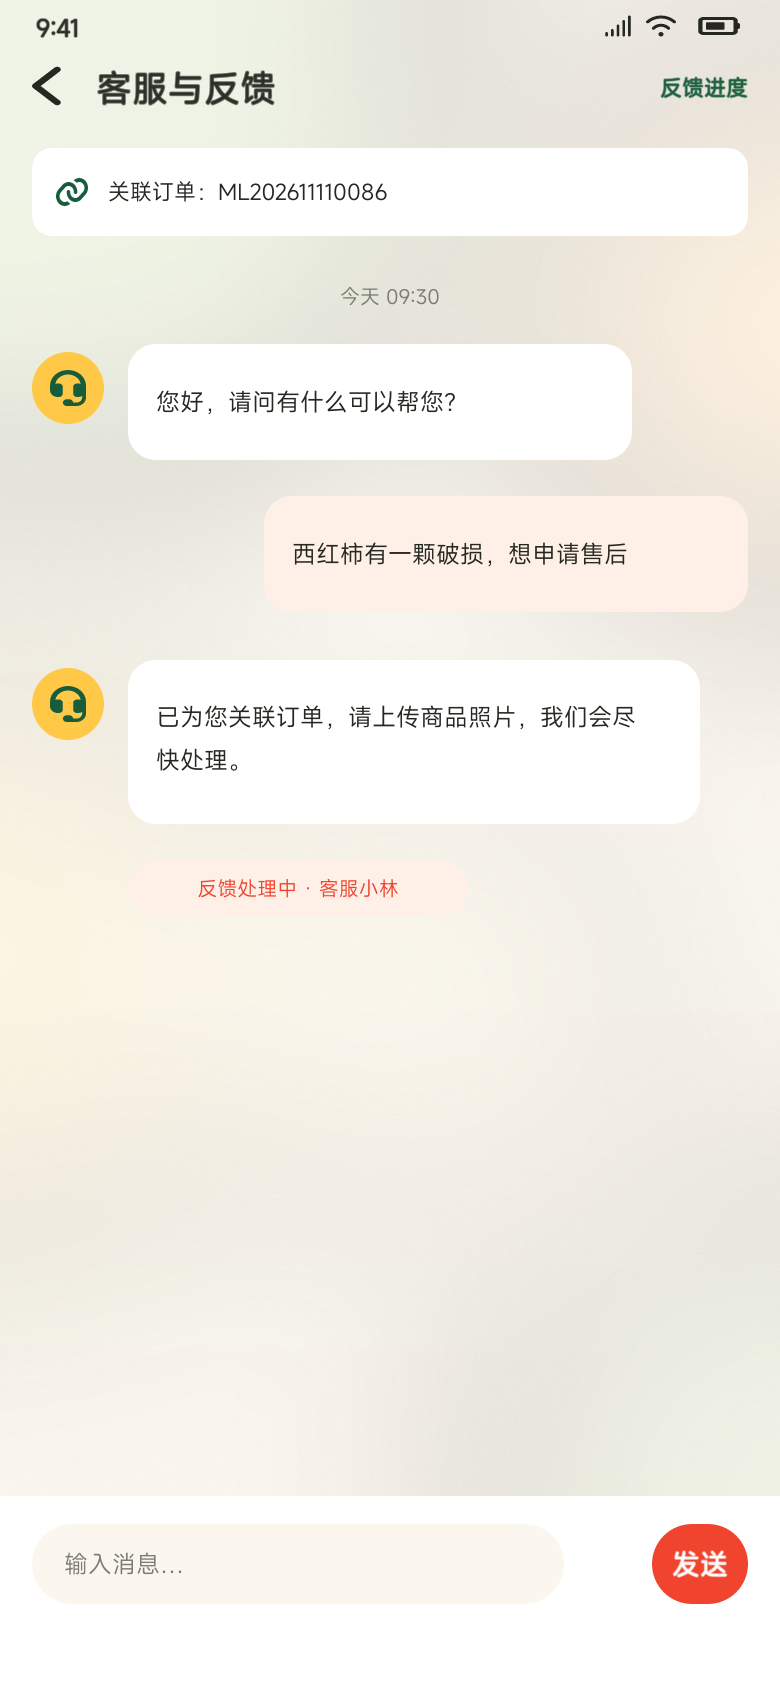 9:41
客服与反馈
反馈进度
关联订单：ML202611110086
今天 09:30
您好，请问有什么可以帮您？
西红柿有一颗破损，想申请售后
已为您关联订单，请上传商品照片，我们会尽
快处理。
反馈处理中 · 客服小林
输入消息...
发送